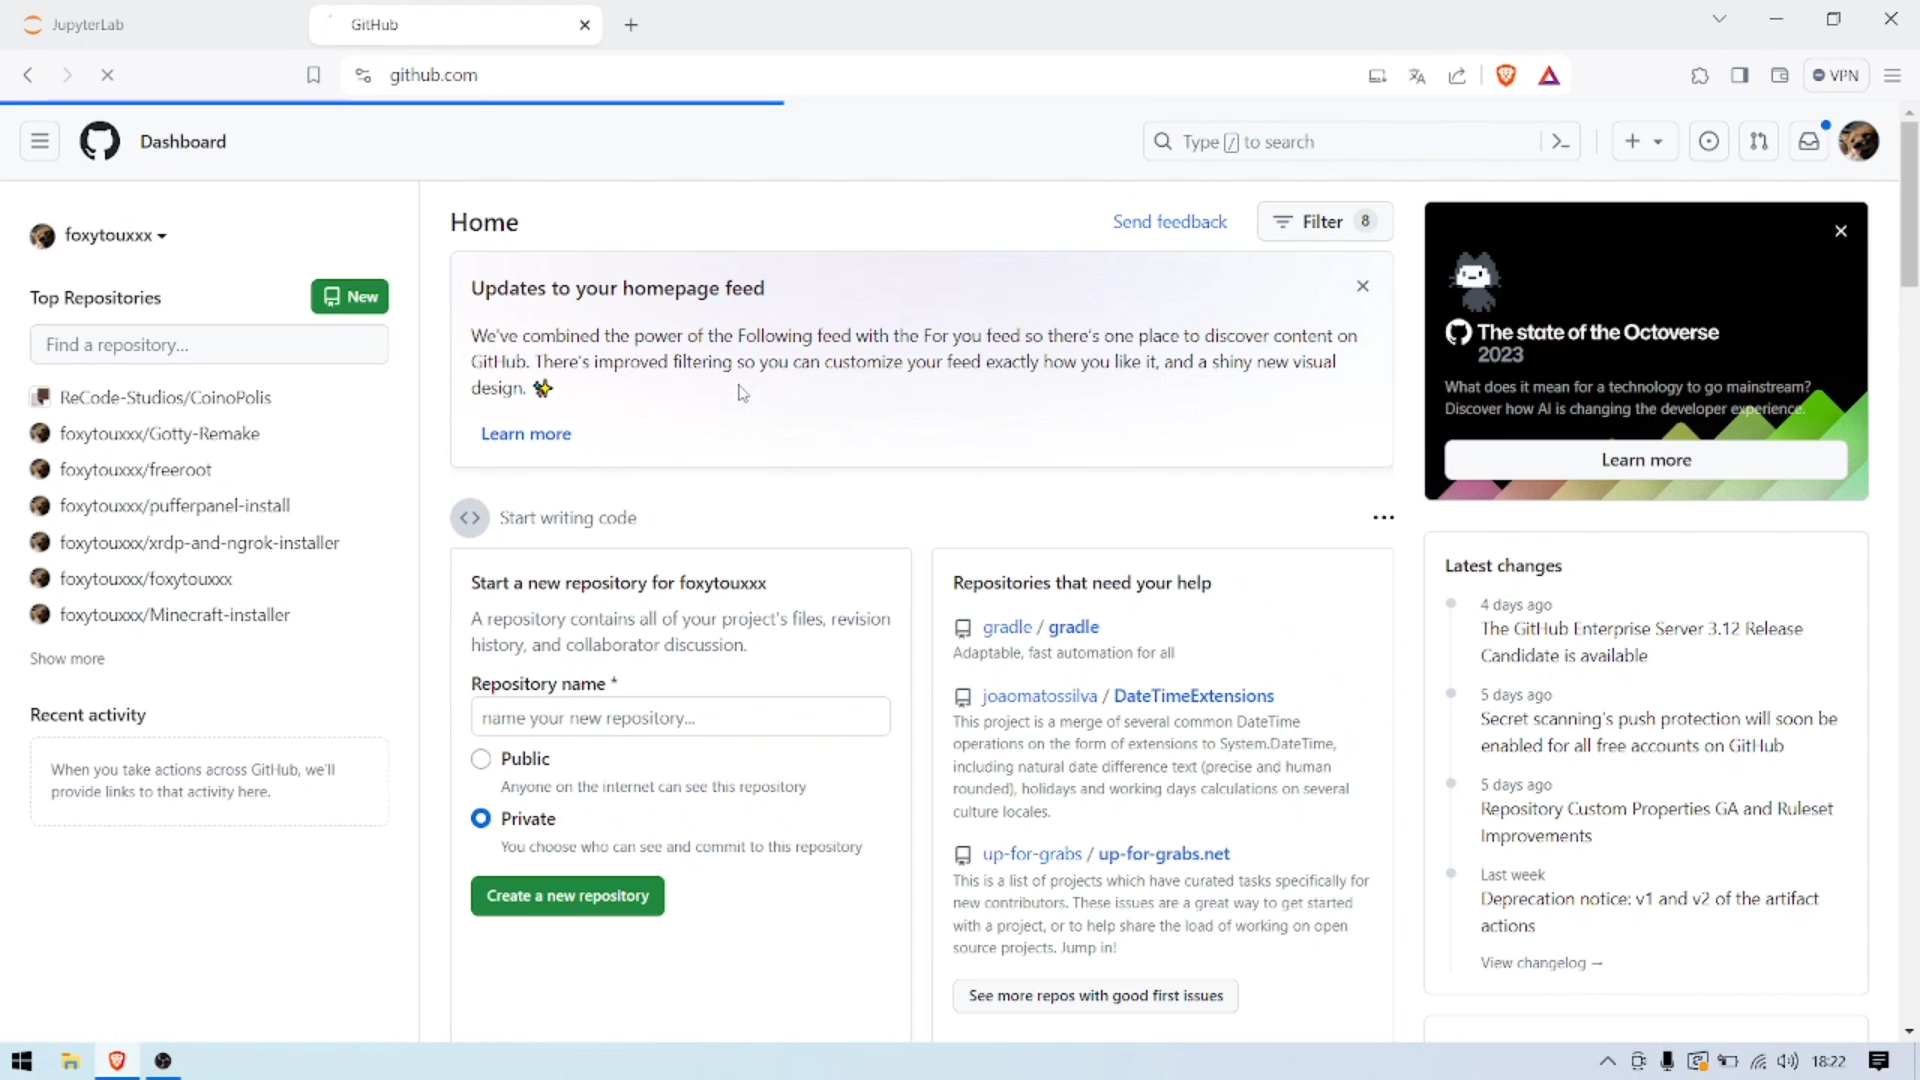 JupyterLab
GitHub
github.com
VPN
Dashboard
Type / to search
foxytouxxx
Top Repositories
New
Find a repository...
ReCode-Studios/CoinoPolis
foxytouxxx/Gotty-Remake
foxytouxxx/freeroot
foxytouxxx/pufferpanel-install
foxytouxxx/xrdp-and-ngrok-installer
foxytouxxx/foxytouxxx
foxytouxxx/Minecraft-installer
Show more
Recent activity
When you take actions across GitHub, we'll
provide links to that activity here.
Home
Send feedback
Filter 8
Updates to your homepage feed
We've combined the power of the Following feed with the For you feed so there's one place to discover content on
GitHub. There's improved filtering so you can customize your feed exactly how you like it, and a shiny new visual
design. ✨
Learn more
Start writing code
Start a new repository for foxytouxxx
A repository contains all of your project's files, revision
history, and collaborator discussion.
Repository name *
name your new repository...
Public
Anyone on the internet can see this repository
Private
You choose who can see and commit to this repository
Create a new repository
Repositories that need your help
gradle / gradle
Adaptable, fast automation for all
joaomatossilva / DateTimeExtensions
This project is a merge of several common DateTime
operations on the form of extensions to System.DateTime,
including natural date difference text (precise and human
rounded), holidays and working days calculations on several
culture locales.
up-for-grabs / up-for-grabs.net
This is a list of projects which have curated tasks specifically for
new contributors. These issues are a great way to get started
with a project, or to help share the load of working on open
source projects. Jump in!
See more repos with good first issues
The state of the Octoverse
2023
What does it mean for a technology to go mainstream?
Discover how AI is changing the developer experience.
Learn more
Latest changes
4 days ago
The GitHub Enterprise Server 3.12 Release
Candidate is available
5 days ago
Secret scanning's push protection will soon be
enabled for all free accounts on GitHub
5 days ago
Repository Custom Properties GA and Ruleset
Improvements
Last week
Deprecation notice: v1 and v2 of the artifact
actions
View changelog →
18:22